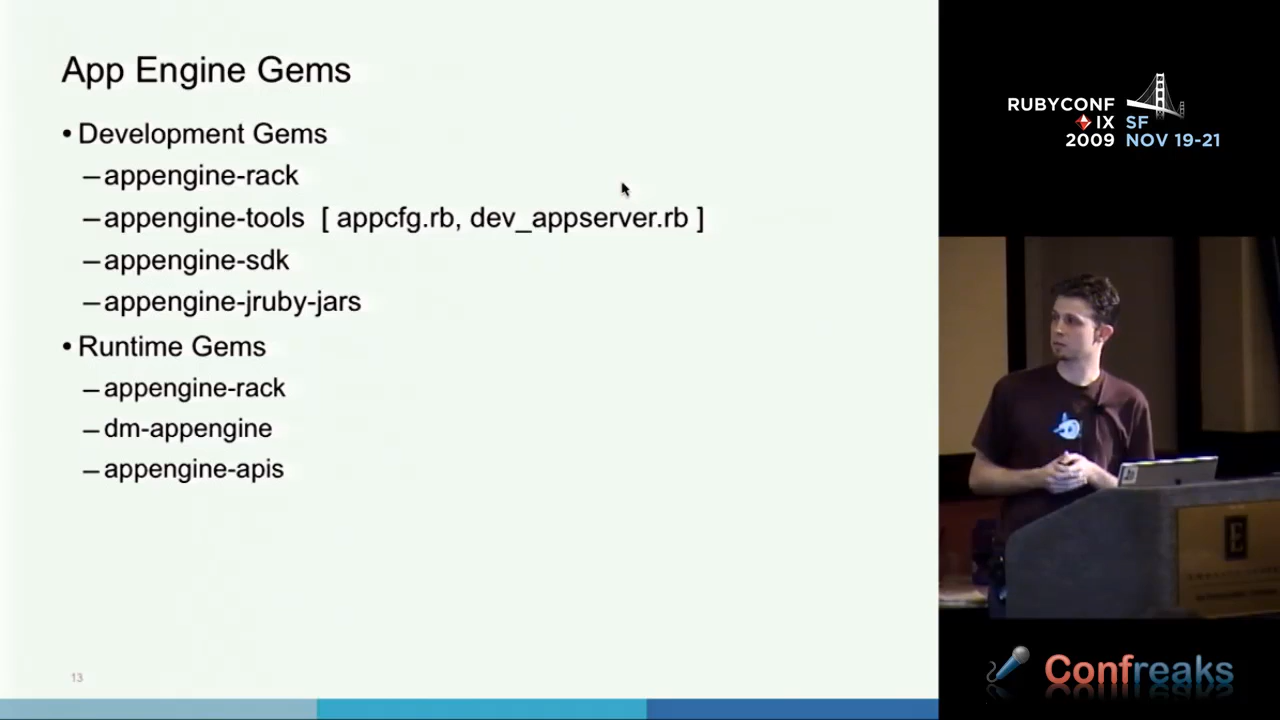 App Engine Gems
• Development Gems
– appengine-rack
– appengine-tools [ appcfg.rb, dev_appserver.rb ]
– appengine-sdk
– appengine-jruby-jars
• Runtime Gems
– appengine-rack
– dm-appengine
– appengine-apis
13
RUBYCONF
IX SF
2009 NOV 19-21
E
Confreaks